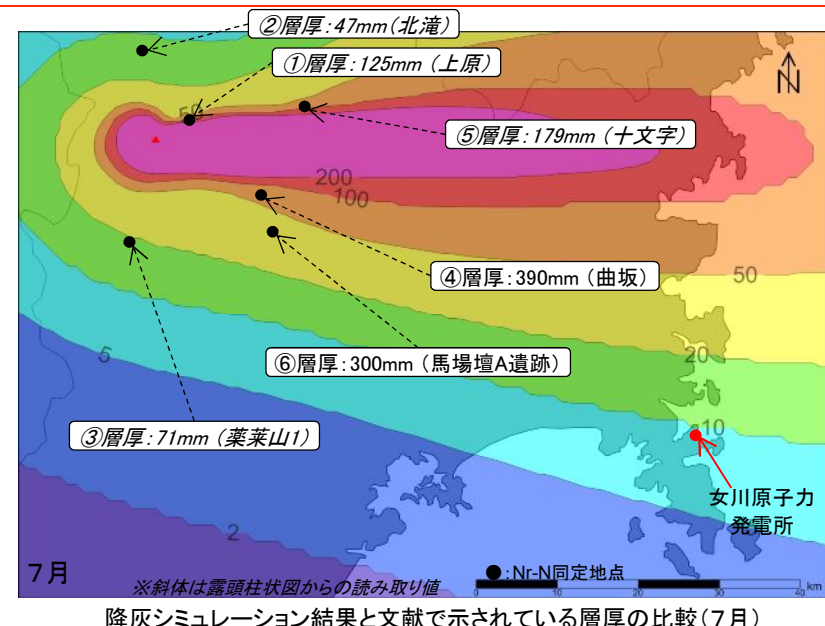 ②層厚:47mm(北滝)
①層厚:125mm (上原)
N
50
⑤層厚:179mm (十文字)
200
100
④層厚:390mm (曲坂)
50
5
20
⑥層厚:300mm (馬場壇A遺跡)
③層厚:71mm (薬莱山1)
10
女川原子力
発電所
2
7月
●:Nr-N同定地点
※斜体は露頭柱状図からの読み取り値
0 10 20 30 40 km
降灰シミュレーション結果と文献で示されている層厚の比較(7月)